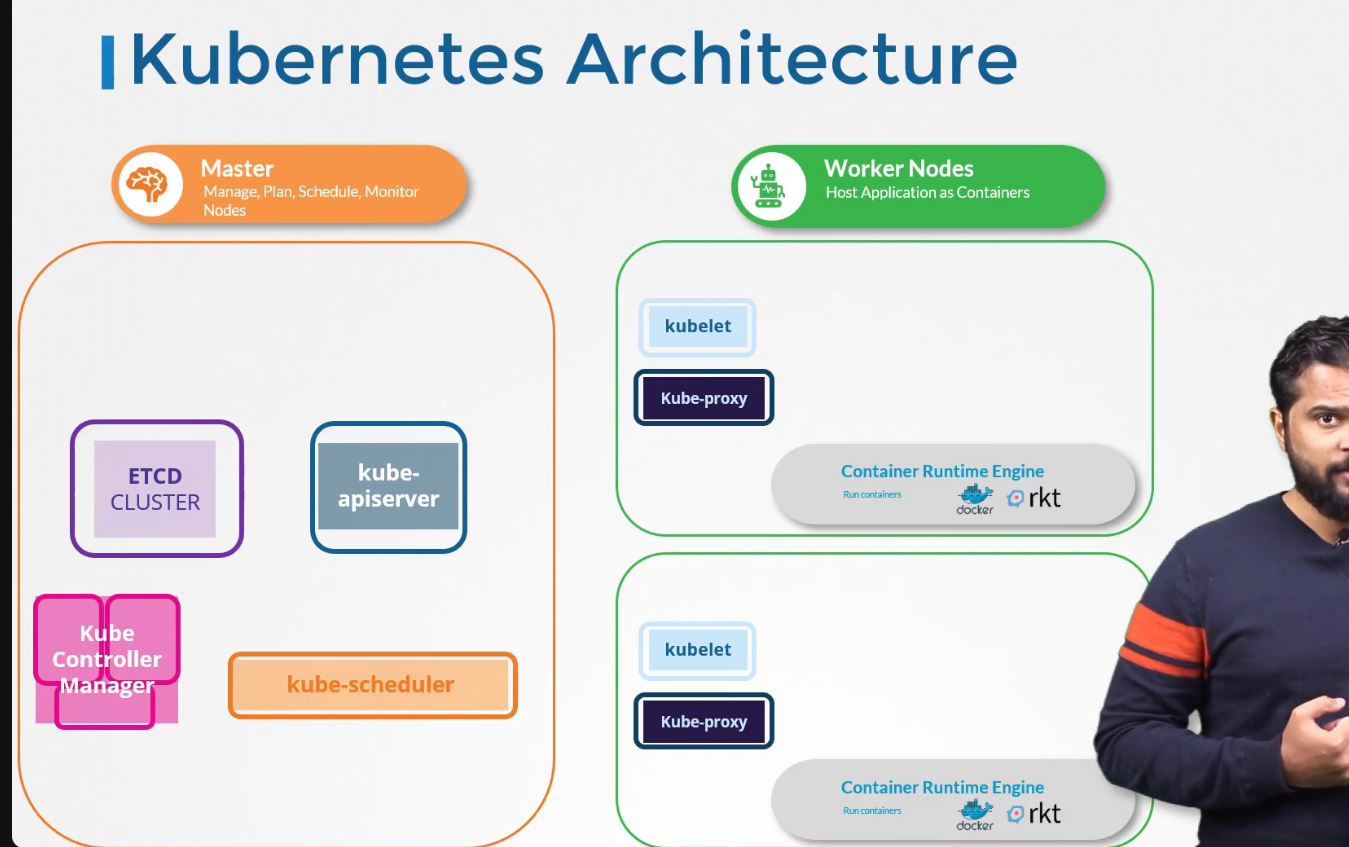 Kubernetes Architecture
Master
Manage, Plan, Schedule, Monitor
Nodes
ETCD
CLUSTER
kube-
apiserver
Kube
Controller
Manager
kube-scheduler
Worker Nodes
Host Application as Containers
kubelet
Kube-proxy
Container Runtime Engine
Run containers
docker
rkt
kubelet
Kube-proxy
Container Runtime Engine
Run containers
docker
rkt